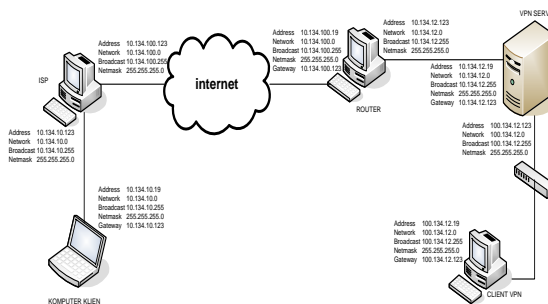 VPN SERV
Address 10.134.12.123
Network 10.134.12.0
Broadcast 10.134.12.255
Netmask 255.255.255.0
Address 10.134.100.19
Network 10.134.100.0
Broadcast 10.134.100.255
Netmask 255.255.255.0
Gateway 10.134.100.123
Address 10.134.100.123
Network 10.134.100.0
Broadcast 10.134.100.255
Netmask 255.255.255.0
ISP
internet
ROUTER
Address 10.134.12.19
Network 10.134.12.0
Broadcast 10.134.12.255
Netmask 255.255.255.0
Gateway 10.134.12.123
Address 10.134.10.123
Network 10.134.10.0
Broadcast 10.134.10.255
Netmask 255.255.255.0
Address 100.134.12.123
Network 100.134.12.0
Broadcast 100.134.12.255
Netmask 255.255.255.0
Address 10.134.10.19
Network 10.134.10.0
Broadcast 10.134.10.255
Netmask 255.255.255.0
Gateway 10.134.10.123
Address 100.134.12.19
Network 100.134.12.0
Broadcast 100.134.12.255
Netmask 255.255.255.0
Gateway 100.134.12.123
KOMPUTER KLIEN
CLIENT VPN